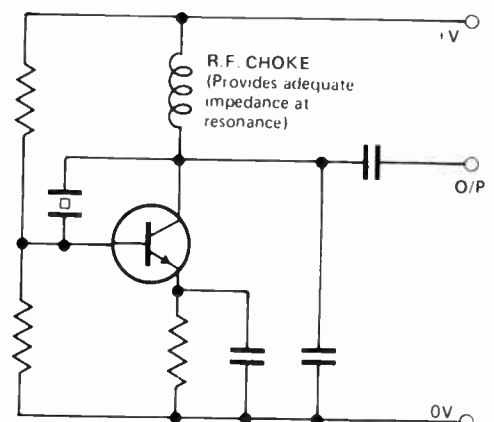 +V
R.F. CHOKE
(Provides adequate
impedance at
resonance)
O/P
0V